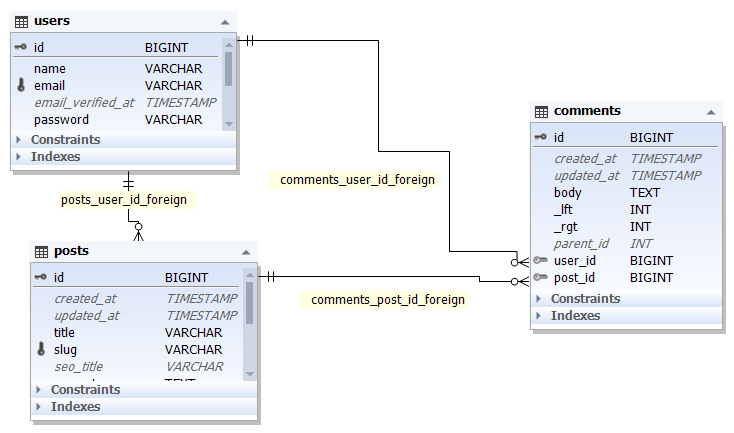 users
id BIGINT
name VARCHAR
email VARCHAR
email_verified_at TIMESTAMP
password VARCHAR
Constraints
Indexes
posts_user_id_foreign
comments_user_id_foreign
comments
id BIGINT
created_at TIMESTAMP
updated_at TIMESTAMP
body TEXT
_lft INT
_rgt INT
parent_id INT
user_id BIGINT
post_id BIGINT
Constraints
Indexes
posts
id BIGINT
created_at TIMESTAMP
updated_at TIMESTAMP
title VARCHAR
slug VARCHAR
seo_title VARCHAR
Constraints
Indexes
comments_post_id_foreign